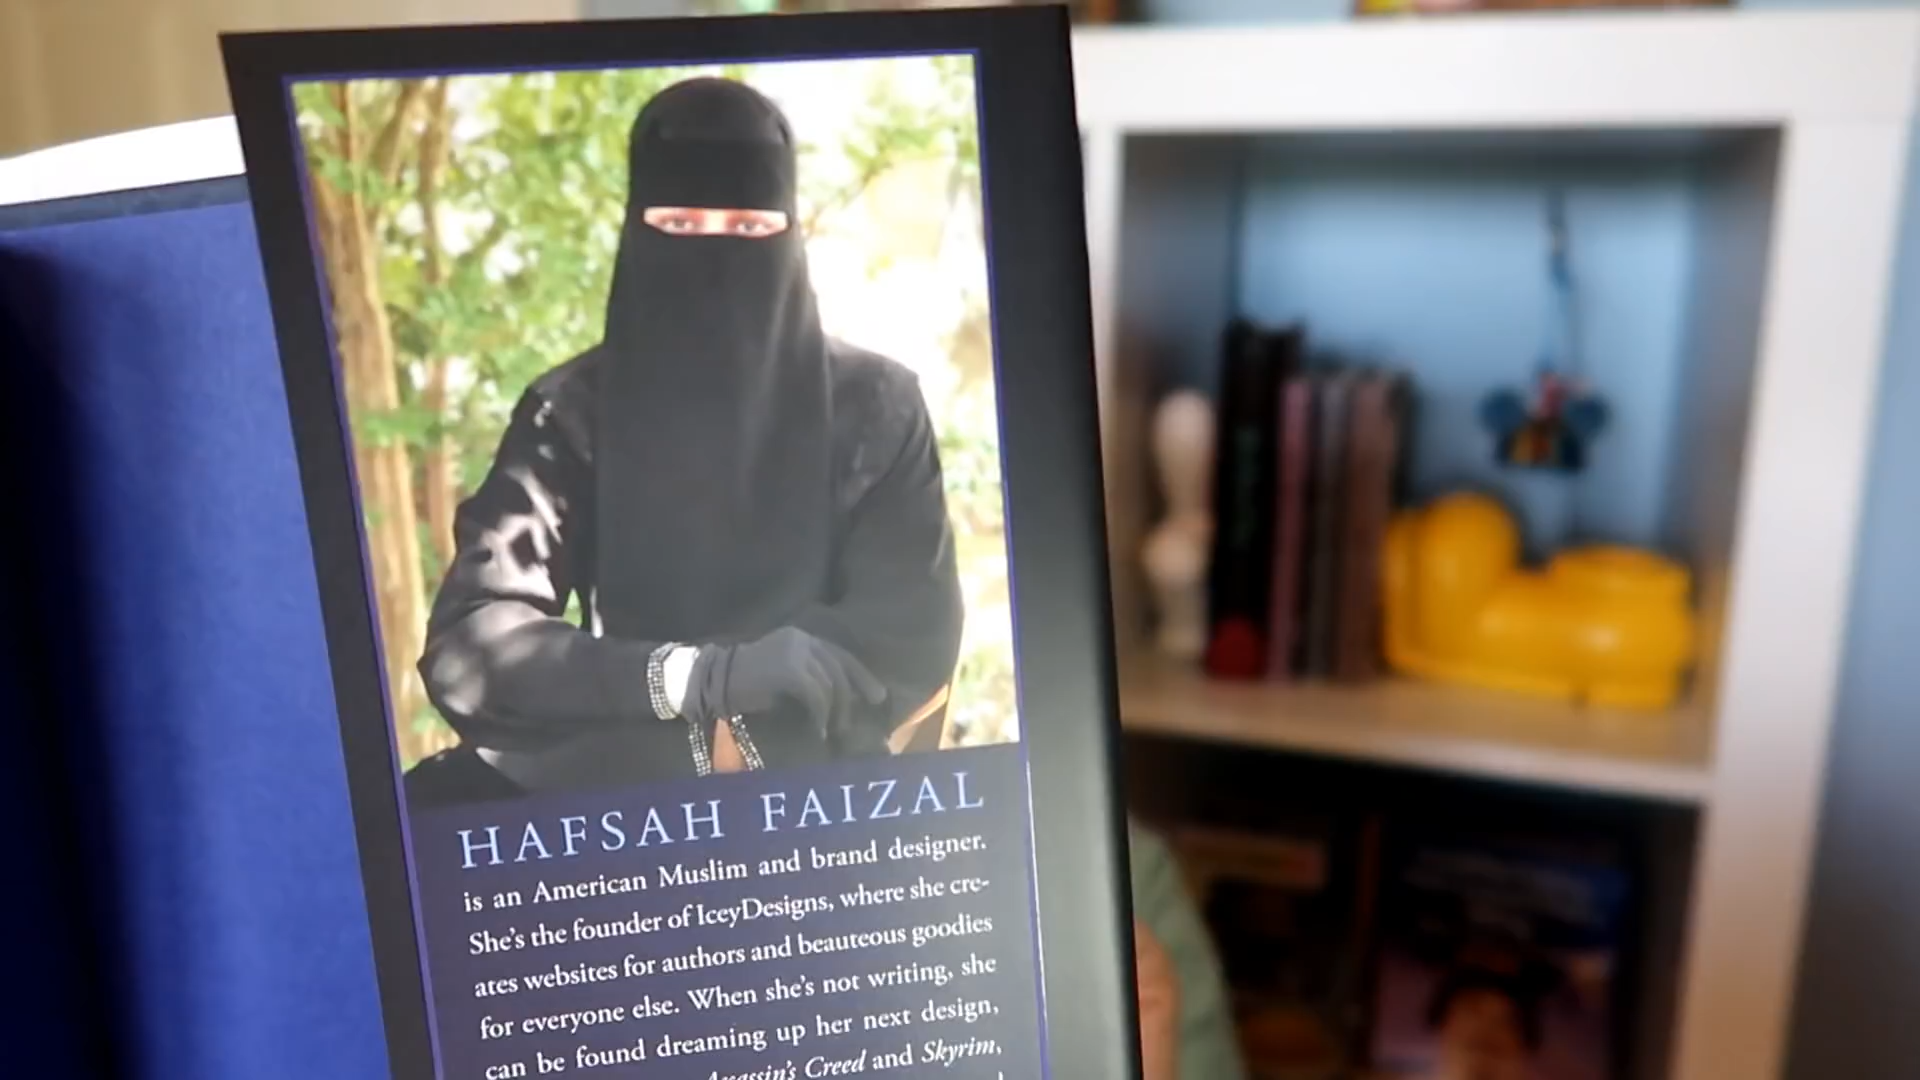 HAFSAH FAIZAL
is an American Muslim and brand designer.
She's the founder of IceyDesigns, where she cre-
ates websites for authors and beauteous goodies
for everyone else. When she's not writing, she
can be found dreaming up her next design,
Assassin's Creed and Skyrim,